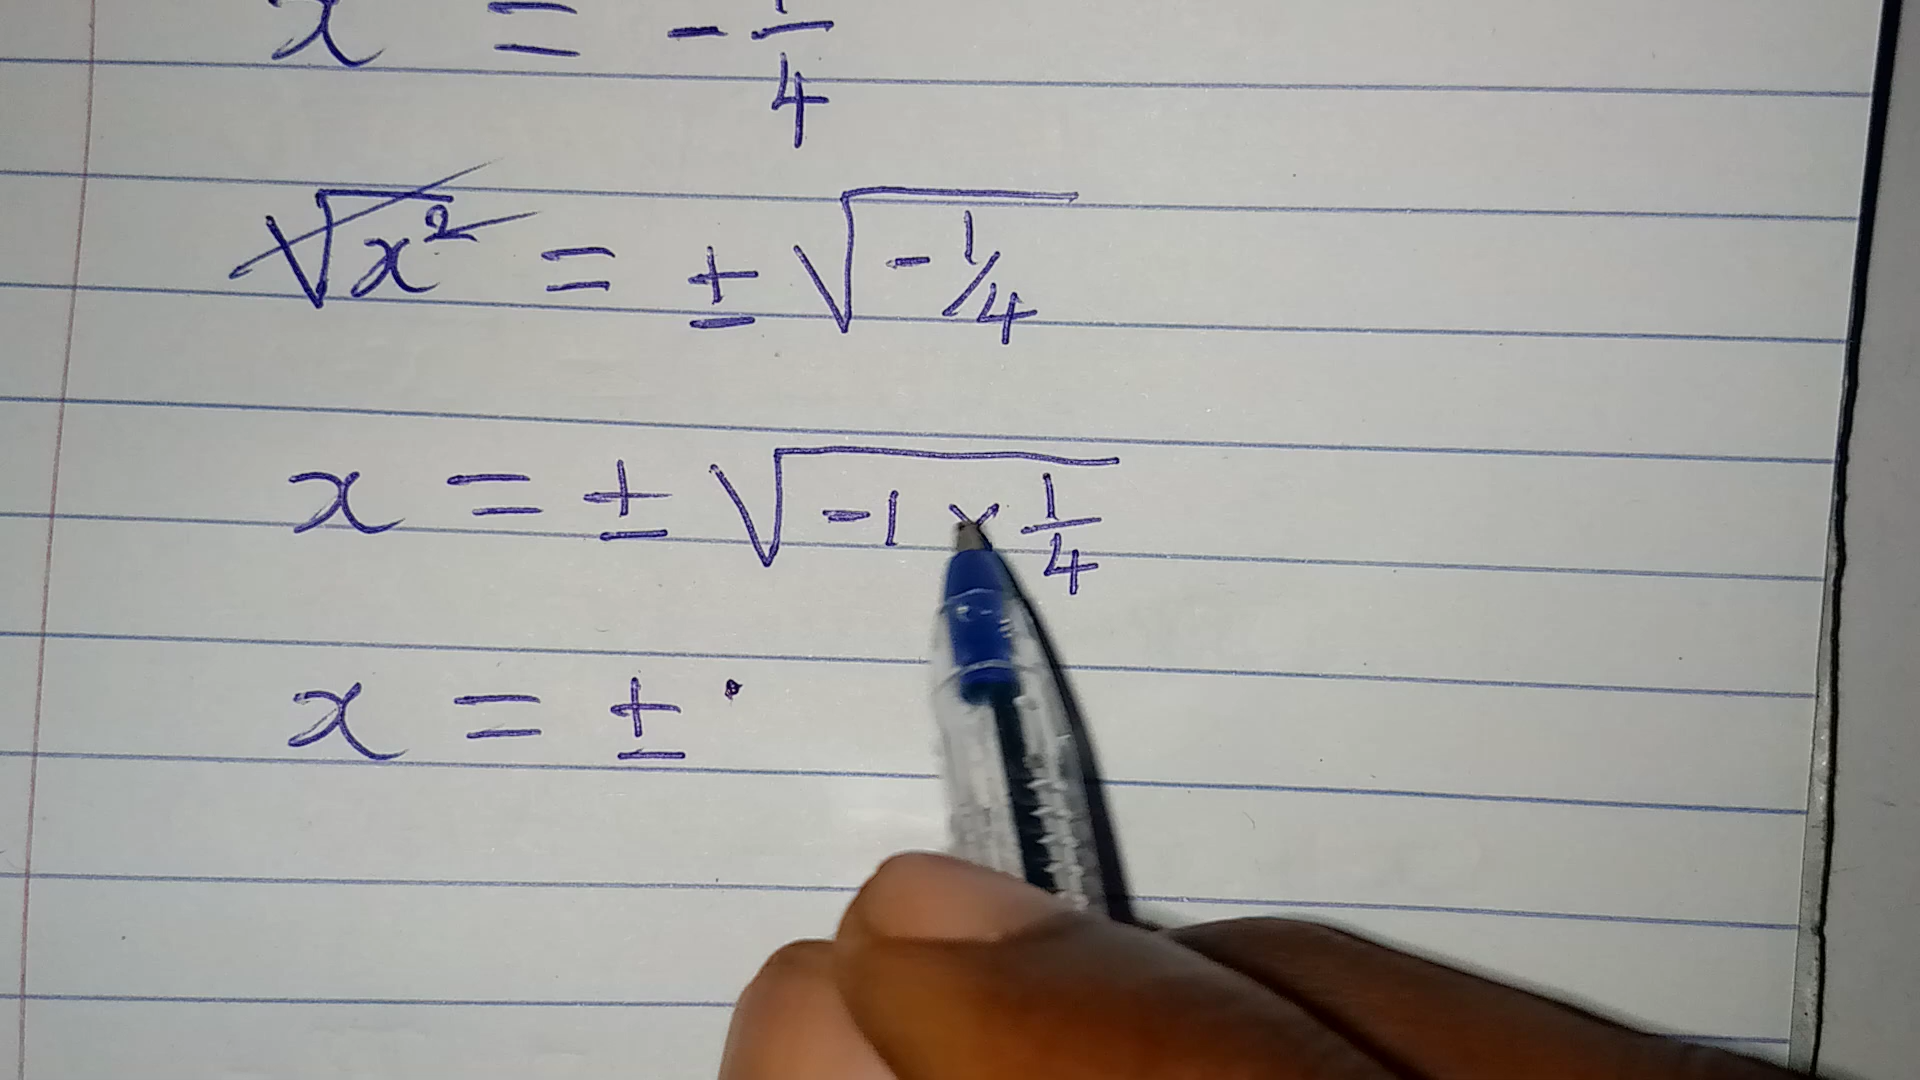 x = -1/4
√x² = ± √-1/4
x = ± √-1 × 1/4
x = ±